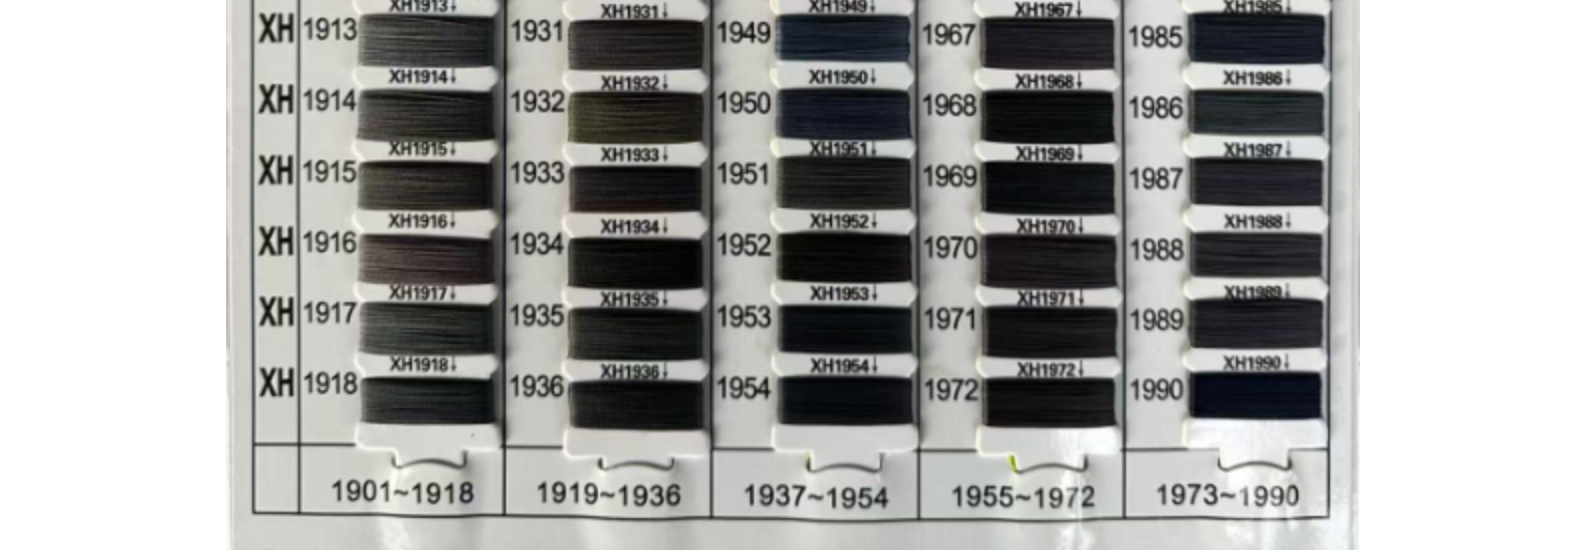 XH1913↓ XH1931↓ XH1949↓ XH1967↓ XH1985↓
XH 1913 1931 1949 1967 1985
XH1914↓ XH1932↓ XH1950↓ XH1968↓ XH1986↓
XH 1914 1932 1950 1968 1986
XH1915↓ XH1933↓ XH1951↓ XH1969↓ XH1987↓
XH 1915 1933 1951 1969 1987
XH1916↓ XH1934↓ XH1952↓ XH1970↓ XH1988↓
XH 1916 1934 1952 1970 1988
XH1917↓ XH1935↓ XH1953↓ XH1971↓ XH1989↓
XH 1917 1935 1953 1971 1989
XH1918↓ XH1936↓ XH1954↓ XH1972↓ XH1990↓
XH 1918 1936 1954 1972 1990
1901~1918 1919~1936 1937~1954 1955~1972 1973~1990